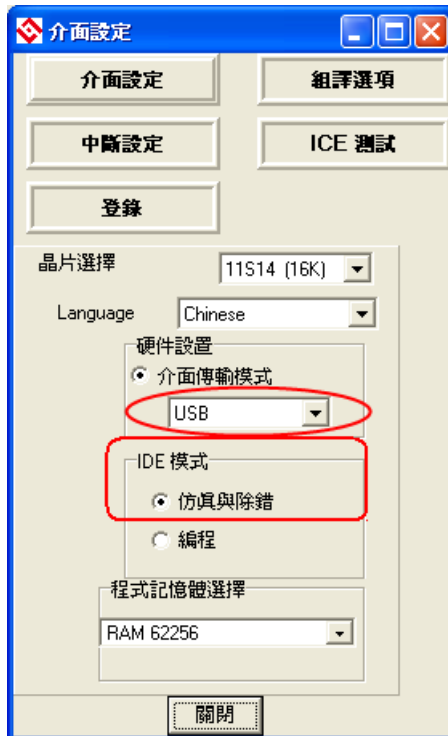 介面設定
介面設定
組譯選項
中斷設定
ICE 測試
登錄
晶片選擇
11S14 (16K)
Language
Chinese
硬件設置
介面傳輸模式
USB
IDE 模式
仿真與除錯
編程
程式記憶體選擇
RAM 62256
關閉